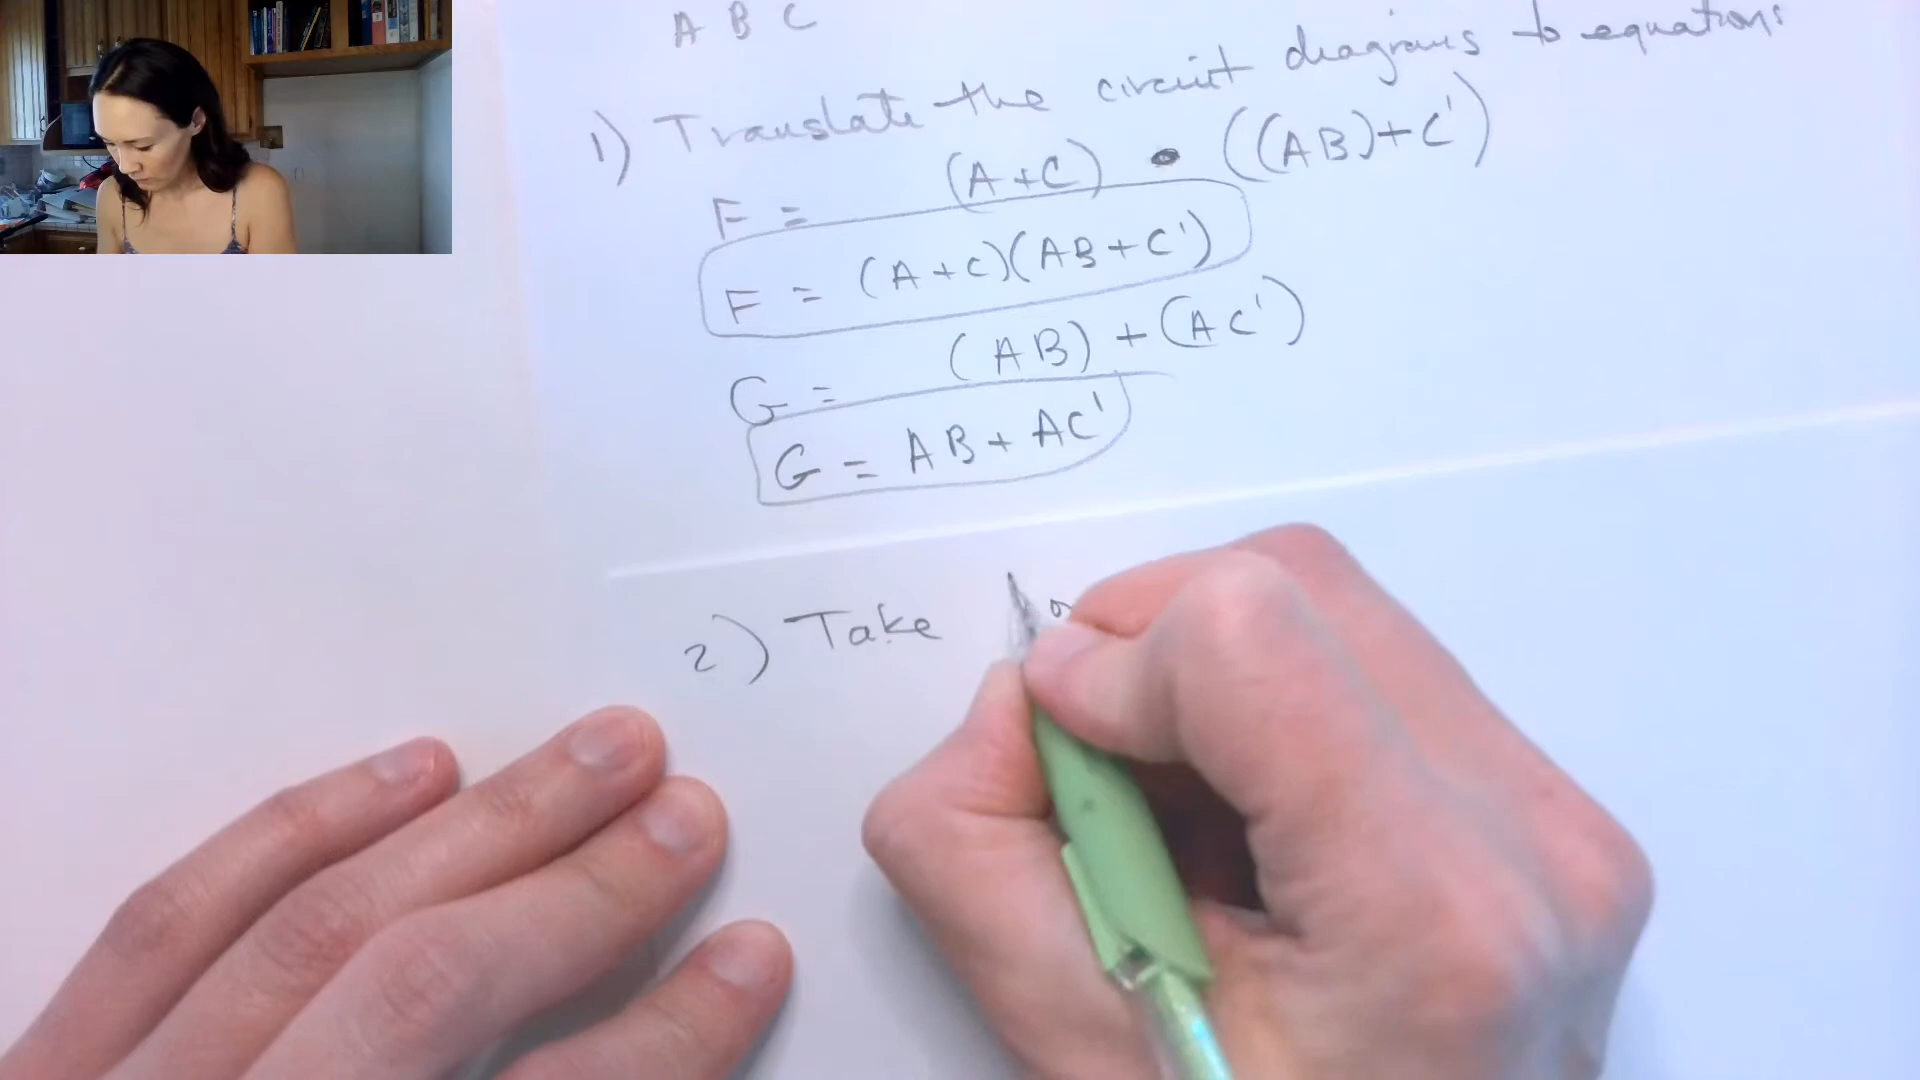 A B C
1) Translate the circuit diagrams to equations
F = (A+C) • ((AB)+C')
F = (A+C)(AB+C')
G = (AB) + (AC')
G = AB + AC'
2) Take